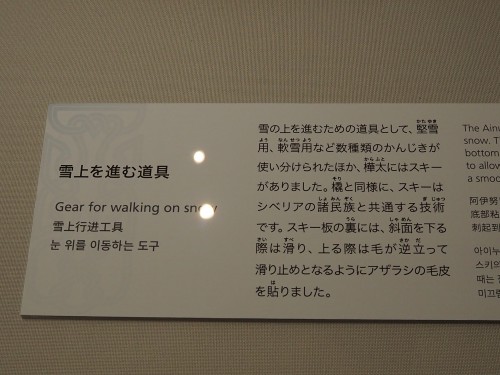 雪上を進む道具
Gear for walking on snow
雪上行进工具
눈 위를 이동하는 도구
雪の上を進むための道具として、堅雪
用、軟雪用など数種類のかんじきが
使い分けられたほか、樺太にはスキー
がありました。橇と同様に、スキーは
シベリアの諸民族と共通する技術
です。スキー板の裏には、斜面を下る
際は滑り、上る際は毛が逆立って
滑り止めとなるようにアザラシの毛皮
を貼りました。
The Ainu
snow. T
bottom
to allow
a smoo
阿伊努
底部粘
刺起到
아이누
스키의
때는 
미끄럼